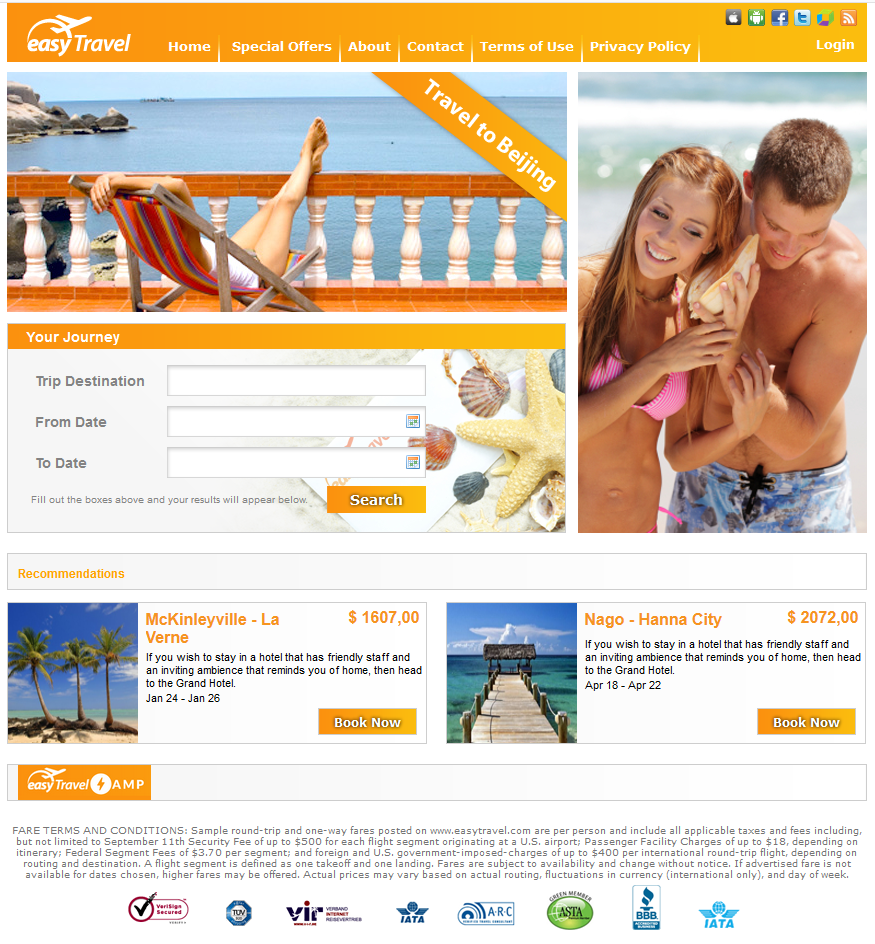 easyTravel
Home
Special Offers
About
Contact
Terms of Use
Privacy Policy
Login
Travel to Beijing
Your Journey
Trip Destination
From Date
To Date
Fill out the boxes above and your results will appear below.
Search
Recommendations
McKinleyville - La
Verne
$ 1607,00
If you wish to stay in a hotel that has friendly staff and
an inviting ambience that reminds you of home, then head
to the Grand Hotel.
Jan 24 - Jan 26
Book Now
Nago - Hanna City
$ 2072,00
If you wish to stay in a hotel that has friendly staff and
an inviting ambience that reminds you of home, then head
to the Grand Hotel.
Apr 18 - Apr 22
Book Now
easyTravel AMP
FARE TERMS AND CONDITIONS: Sample round-trip and one-way fares posted on www.easytravel.com are per person and include all applicable taxes and fees including,
but not limited to September 11th Security Fee of up to $500 for each flight segment originating at a U.S. airport; Passenger Facility Charges of up to $18, depending on
itinerary; Federal Segment Fees of $3.70 per segment; and foreign and U.S. government-imposed-charges of up to $400 per international round-trip flight, depending on
routing and destination. A flight segment is defined as one takeoff and one landing. Fares are subject to availability and change without notice. If advertised fare is not
available for dates chosen, higher fares may be offered. Actual prices may vary based on actual routing, fluctuations in currency (international only), and day of week.
VeriSign
Secured
VERIFY
TÜV
vir
VERBAND
INTERNET
REISEVERTRIEB
IATA
A·R·C
GREEN MEMBER
ASTA
BBB
ACCREDITED
BUSINESS
IATA